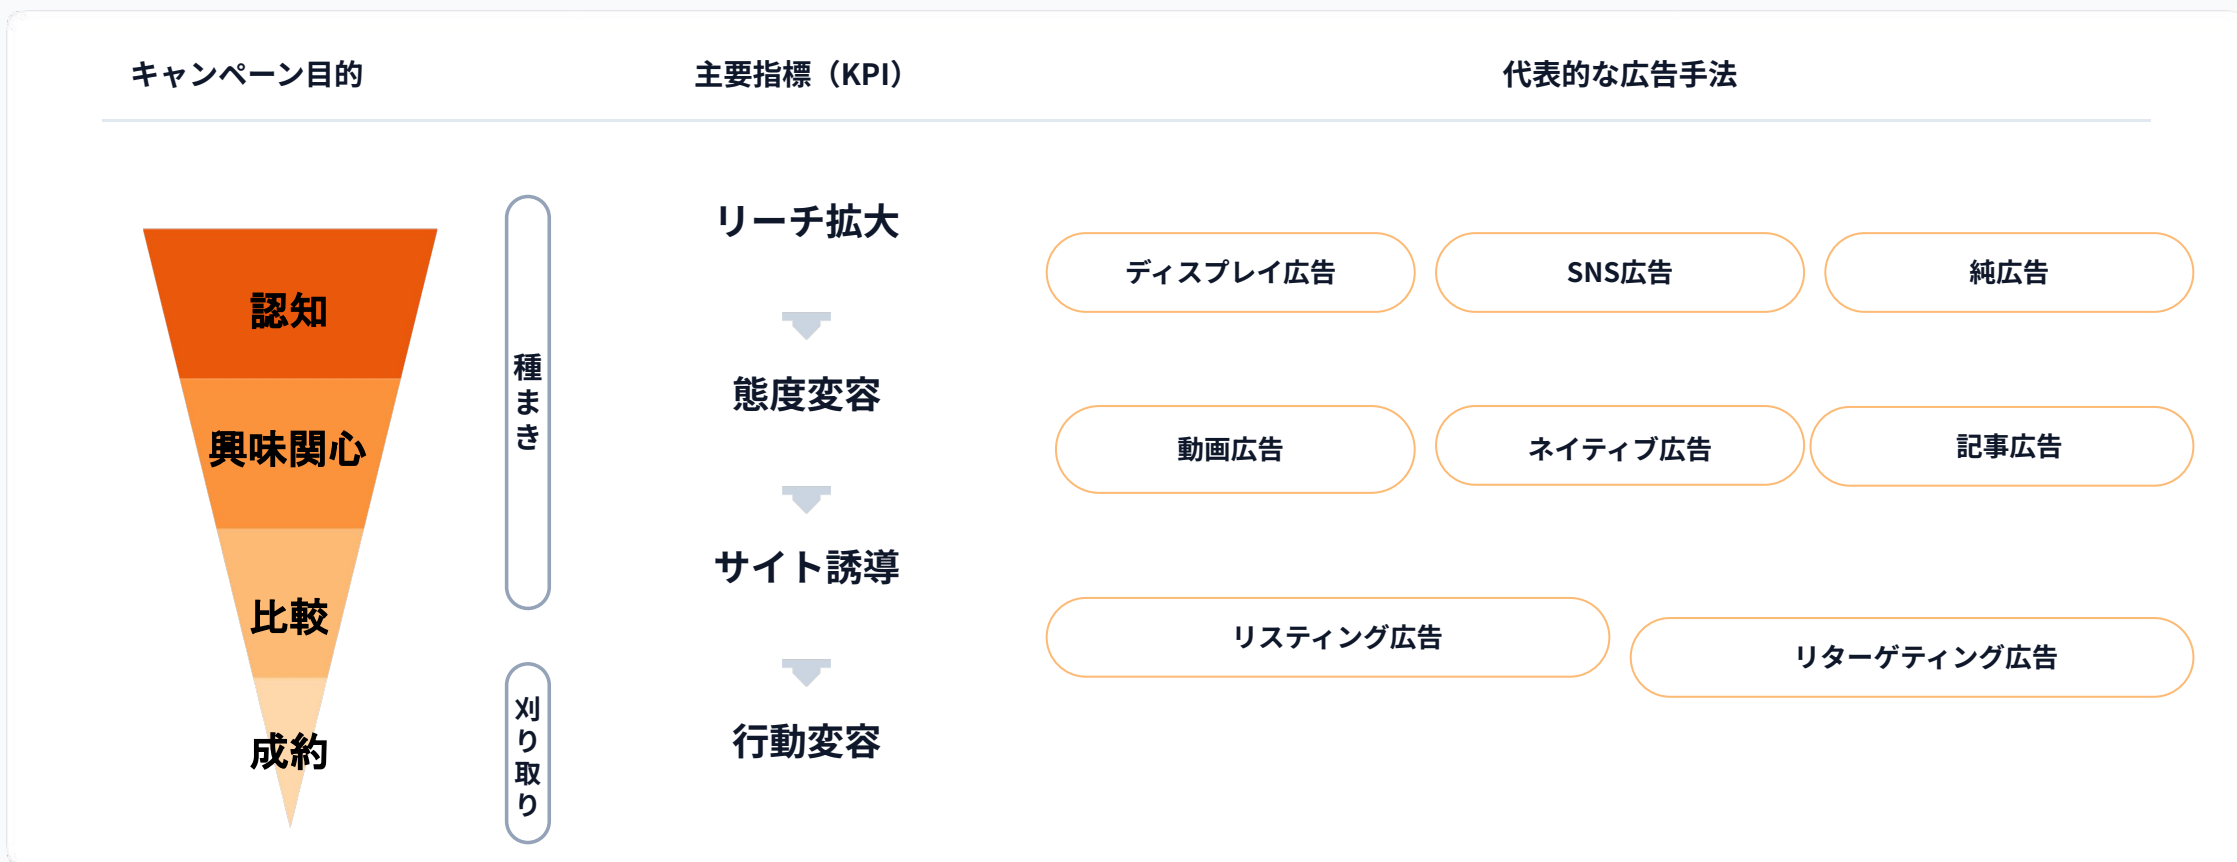 キャンペーン目的
主要指標（KPI）
代表的な広告手法
認知
興味関心
比較
成約
種まき
刈り取り
リーチ拡大
態度変容
サイト誘導
行動変容
ディスプレイ広告
SNS広告
純広告
動画広告
ネイティブ広告
記事広告
リスティング広告
リターゲティング広告